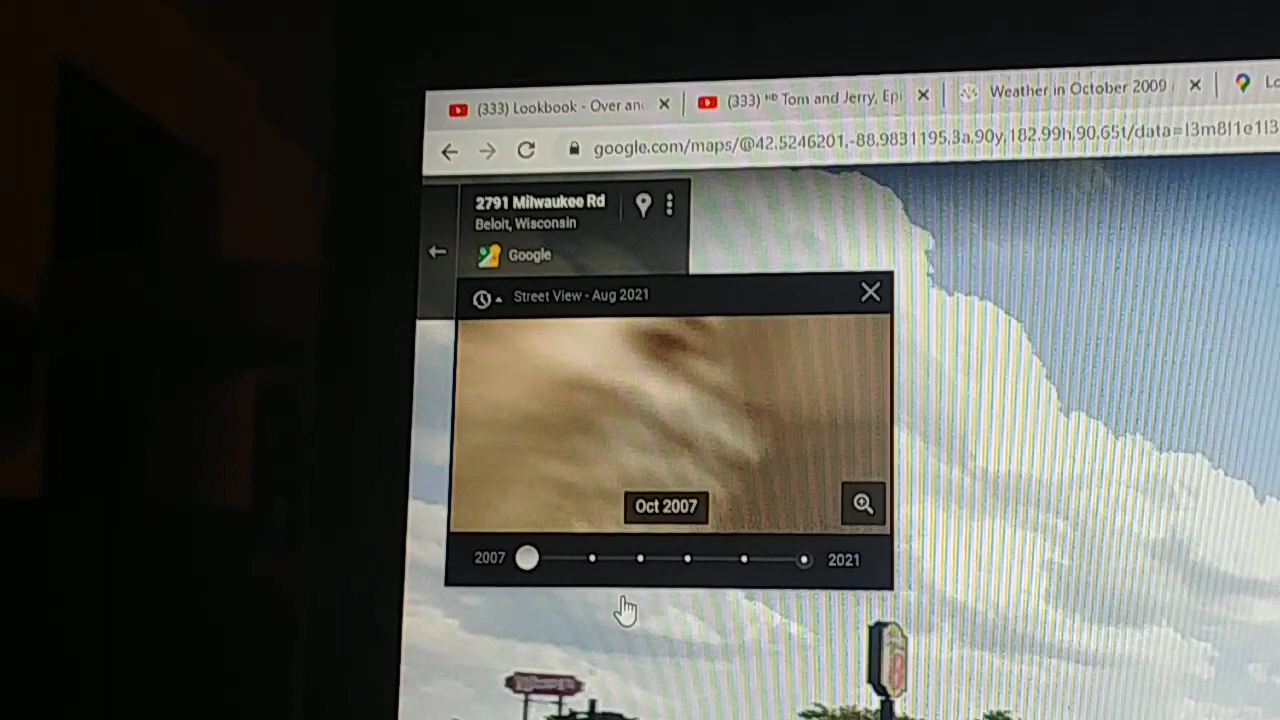 (333) Lookbook - Over and
(333) HD Tom and Jerry, Epi
Weather in October 2009
Lo
google.com/maps/@42.5246201,-88.9831195,3a,90y,182.99h,90.65t/data=!3m8!1e1!3
2791 Milwaukee Rd
Beloit, Wisconsin
Google
Street View - Aug 2021
Oct 2007
2007
2021